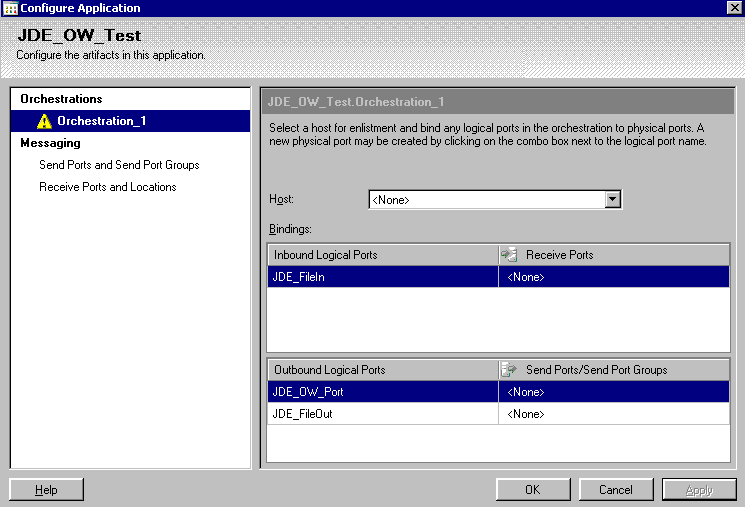 Configure Application
JDE_OW_Test
Configure the artifacts in this application.
Orchestrations
Orchestration_1
Messaging
Send Ports and Send Port Groups
Receive Ports and Locations
JDE_OW_Test.Orchestration_1
Select a host for enlistment and bind any logical ports in the orchestration to physical ports. A
new physical port may be created by clicking on the combo box next to the logical port name.
Host: <None>
Bindings:
Inbound Logical Ports Receive Ports
JDE_FileIn <None>
Outbound Logical Ports Send Ports/Send Port Groups
JDE_OW_Port <None>
JDE_FileOut <None>
Help OK Cancel Apply